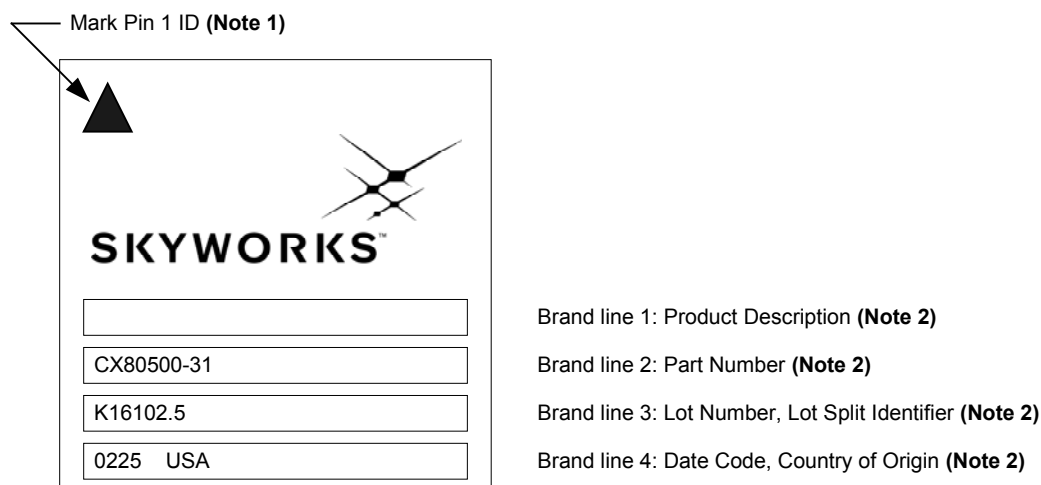 Mark Pin 1 ID (Note 1)
SKYWORKS™
Brand line 1: Product Description (Note 2)
CX80500-31 Brand line 2: Part Number (Note 2)
K16102.5 Brand line 3: Lot Number, Lot Split Identifier (Note 2)
0225 USA Brand line 4: Date Code, Country of Origin (Note 2)